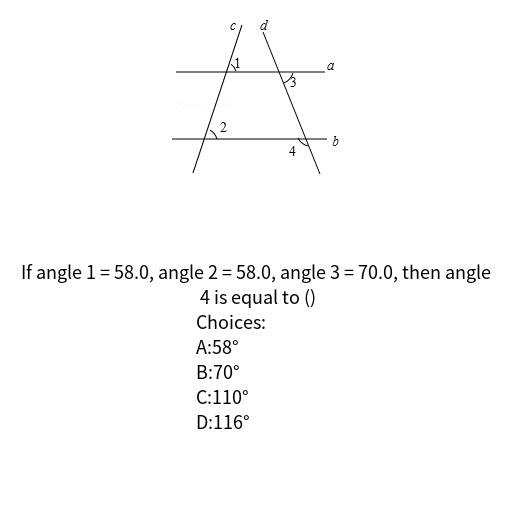 c d
1 a
3
2
4 b
If angle 1 = 58.0, angle 2 = 58.0, angle 3 = 70.0, then angle
4 is equal to ()
Choices:
A:58°
B:70°
C:110°
D:116°